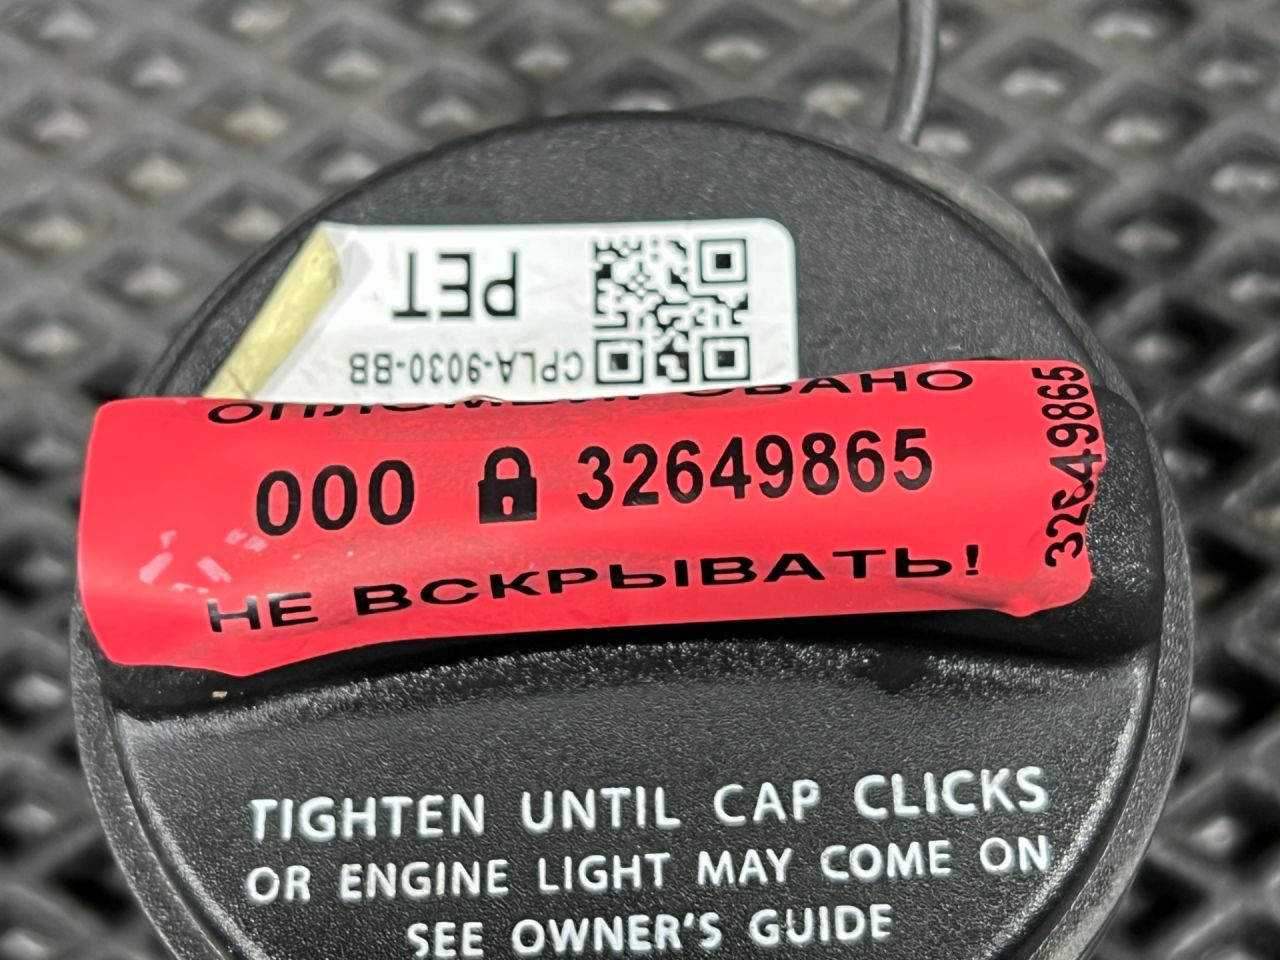 PET
CPLA-9030-BB
ОПЛОМБИРОВАНО
000 32649865
32649865
НЕ ВСКРЫВАТЬ!
TIGHTEN UNTIL CAP CLICKS
OR ENGINE LIGHT MAY COME ON
SEE OWNER'S GUIDE